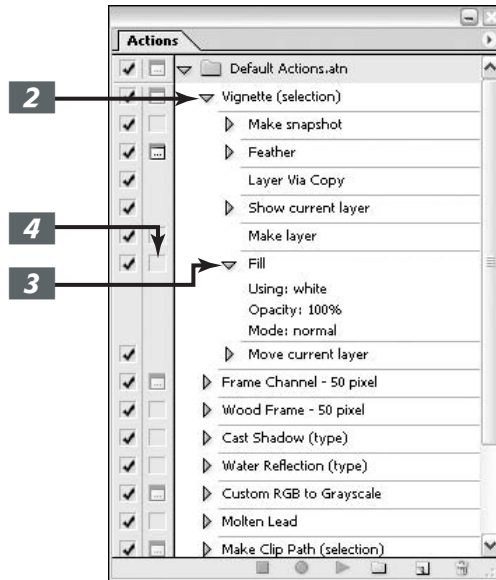 Actions
Default Actions.atn
2
Vignette (selection)
Make snapshot
Feather
Layer Via Copy
Show current layer
4
Make layer
3
Fill
Using: white
Opacity: 100%
Mode: normal
Move current layer
Frame Channel - 50 pixel
Wood Frame - 50 pixel
Cast Shadow (type)
Water Reflection (type)
Custom RGB to Grayscale
Molten Lead
Make Clip Path (selection)